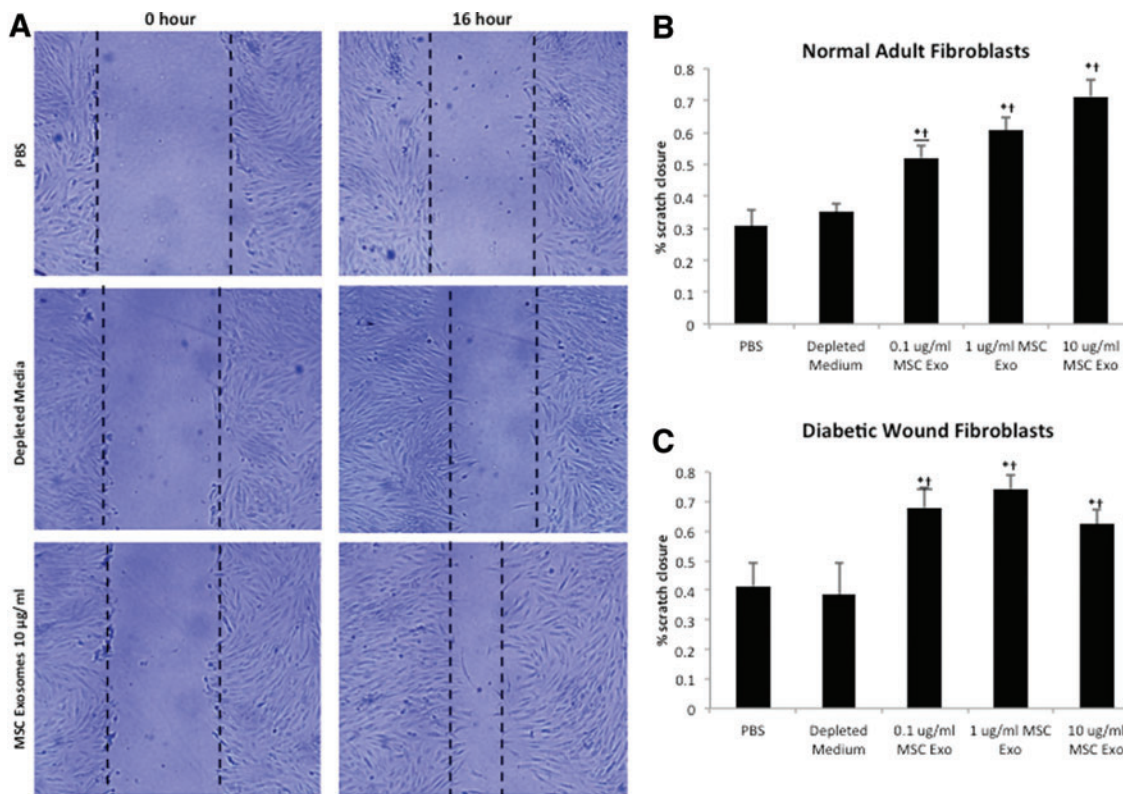 A
0 hour
16 hour
PBS
Depleted Media
MSC Exosomes 10 µg/ml
B
Normal Adult Fibroblasts
% scratch closure
0.8
0.7
0.6
0.5
0.4
0.3
0.2
0.1
0
*†
*†
*†
PBS
Depleted
Medium
0.1 ug/ml
MSC Exo
1 ug/ml MSC
Exo
10 ug/ml
MSC Exo
C
Diabetic Wound Fibroblasts
% scratch closure
0.8
0.7
0.6
0.5
0.4
0.3
0.2
0.1
0
*†
*†
*†
PBS
Depleted
Medium
0.1 ug/ml
MSC Exo
1 ug/ml MSC
Exo
10 ug/ml
MSC Exo